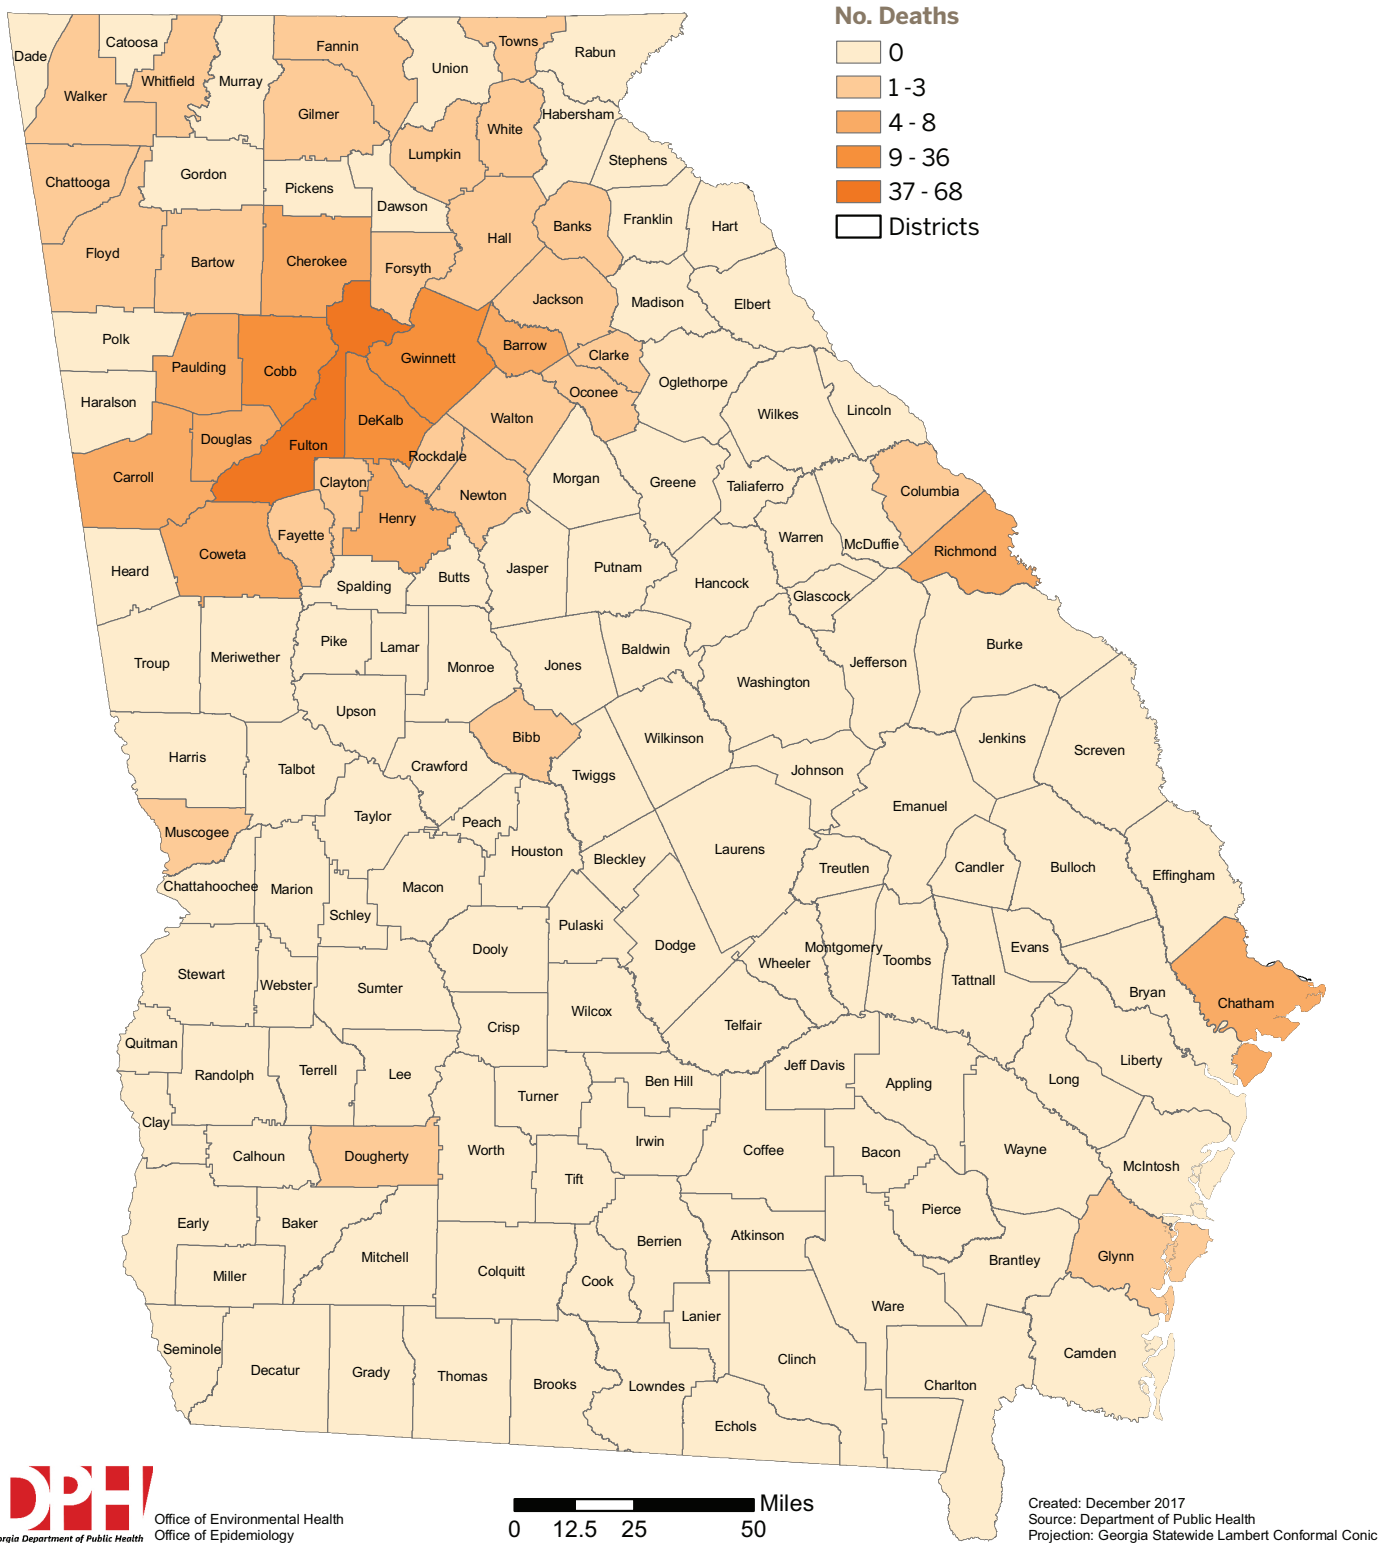 No. Deaths
0
1 -3
4 - 8
9 - 36
37 - 68
Districts
Dade
Catoosa
Walker
Whitfield
Murray
Fannin
Gilmer
Union
Towns
Rabun
White
Habersham
Lumpkin
Stephens
Chattooga
Gordon
Pickens
Dawson
Hall
Banks
Franklin
Hart
Floyd
Bartow
Cherokee
Forsyth
Jackson
Madison
Elbert
Polk
Paulding
Cobb
Gwinnett
Barrow
Clarke
Oconee
Oglethorpe
Wilkes
Lincoln
Haralson
Douglas
Fulton
DeKalb
Walton
Rockdale
Carroll
Clayton
Newton
Morgan
Greene
Taliaferro
Columbia
Henry
Fayette
Coweta
Heard
Spalding
Butts
Jasper
Putnam
Hancock
Warren
McDuffie
Richmond
Glascock
Troup
Meriwether
Pike
Lamar
Monroe
Jones
Baldwin
Washington
Jefferson
Burke
Upson
Bibb
Wilkinson
Jenkins
Screven
Harris
Talbot
Crawford
Twiggs
Johnson
Emanuel
Muscogee
Taylor
Peach
Houston
Bleckley
Laurens
Treutlen
Candler
Bulloch
Effingham
Chattahoochee
Marion
Macon
Schley
Dooly
Pulaski
Dodge
Wheeler
Montgomery
Toombs
Tattnall
Evans
Bryan
Chatham
Stewart
Webster
Sumter
Crisp
Wilcox
Telfair
Quitman
Randolph
Terrell
Lee
Turner
Ben Hill
Jeff Davis
Appling
Long
Liberty
Clay
Calhoun
Dougherty
Worth
Tift
Irwin
Coffee
Bacon
Wayne
McIntosh
Early
Baker
Mitchell
Miller
Colquitt
Cook
Berrien
Atkinson
Pierce
Brantley
Glynn
Ware
Lanier
Seminole
Decatur
Grady
Thomas
Brooks
Lowndes
Echols
Clinch
Charlton
Camden
DPH
rgia Department of Public Health
Office of Environmental Health
Office of Epidemiology
Miles
0 12.5 25 50
Created: December 2017
Source: Department of Public Health
Projection: Georgia Statewide Lambert Conformal Conic